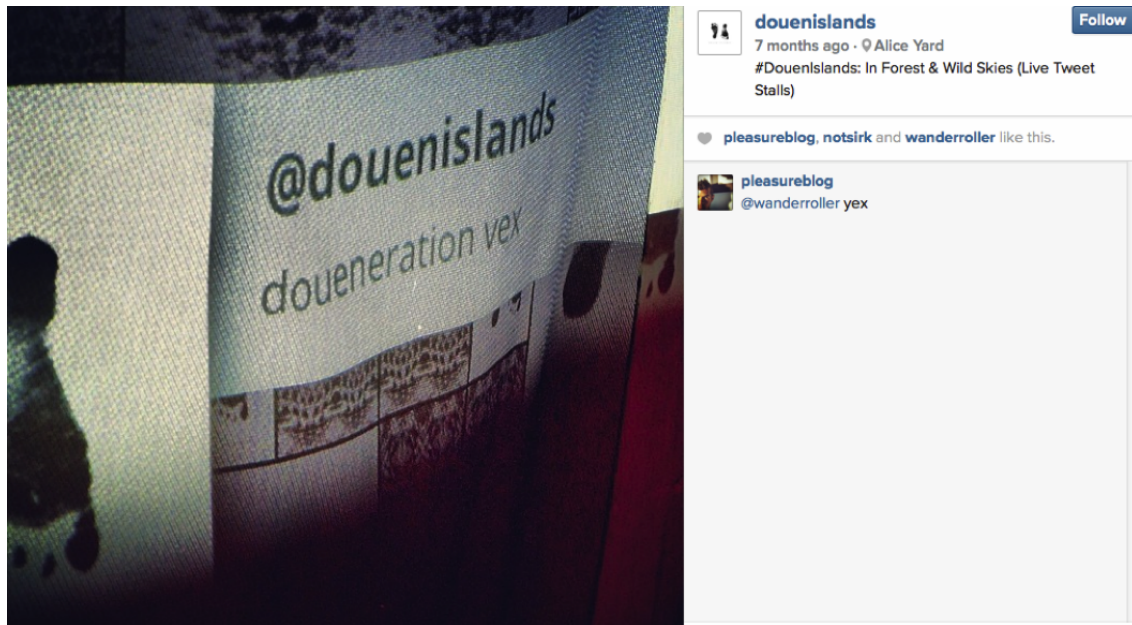 @douenislands
doueneration vex
douenislands
Follow
7 months ago · Alice Yard
#DouenIslands: In Forest & Wild Skies (Live Tweet
Stalls)
pleasureblog, notsirk and wanderroller like this.
pleasureblog
@wanderroller yex